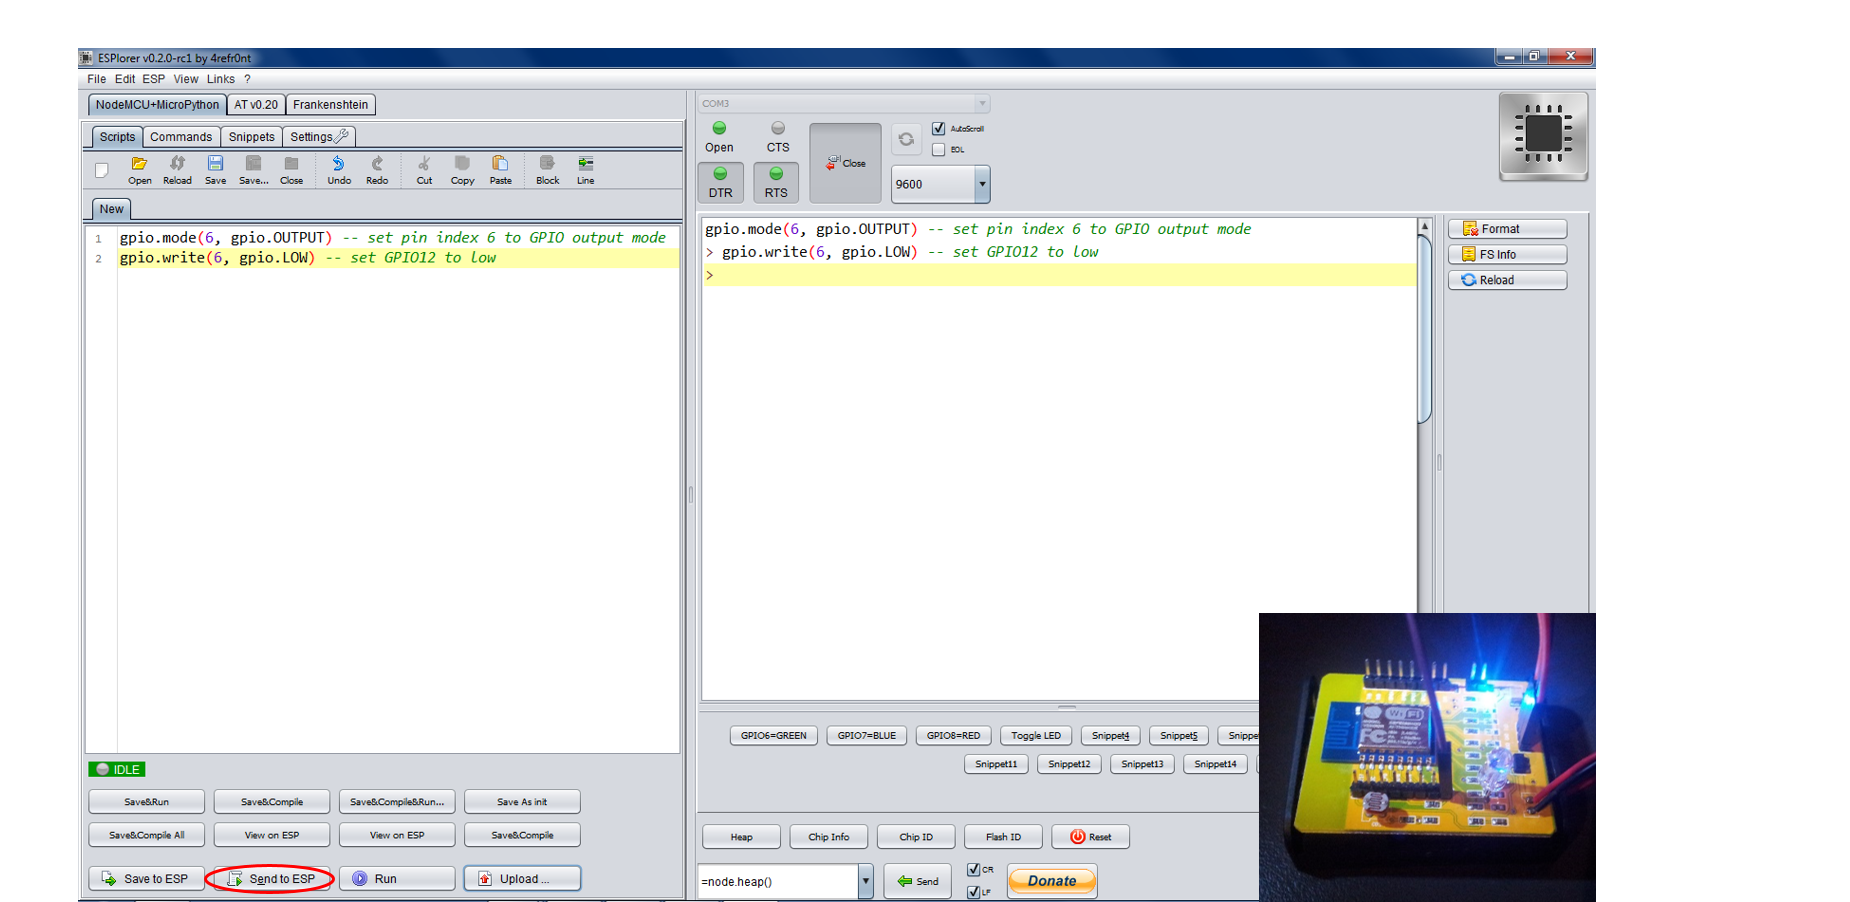 ESPlorer v0.2.0-rc1 by 4refr0nt
File Edit ESP View Links ?
NodeMCU+MicroPython AT v0.20 Frankenshtein
Scripts Commands Snippets Settings
Open Reload Save Save... Close Undo Redo Cut Copy Paste Block Line
New
1 gpio.mode(6, gpio.OUTPUT) -- set pin index 6 to GPIO output mode
2 gpio.write(6, gpio.LOW) -- set GPIO12 to low
IDLE
Save&Run Save&Compile Save&Compile&Run... Save As init
Save&Compile All View on ESP View on ESP Save&Compile
Save to ESP Send to ESP Run Upload ...
COM3
Open CTS Close AutoScroll
EOL
DTR RTS 9600
gpio.mode(6, gpio.OUTPUT) -- set pin index 6 to GPIO output mode
> gpio.write(6, gpio.LOW) -- set GPIO12 to low
>
Format
FS Info
Reload
GPIO6=GREEN GPIO7=BLUE GPIO8=RED Toggle LED Snippet4 Snippet5 Snippe
Snippet11 Snippet12 Snippet13 Snippet14
Heap Chip Info Chip ID Flash ID Reset
=node.heap() Send CR
LF
Donate
WiFi
FC